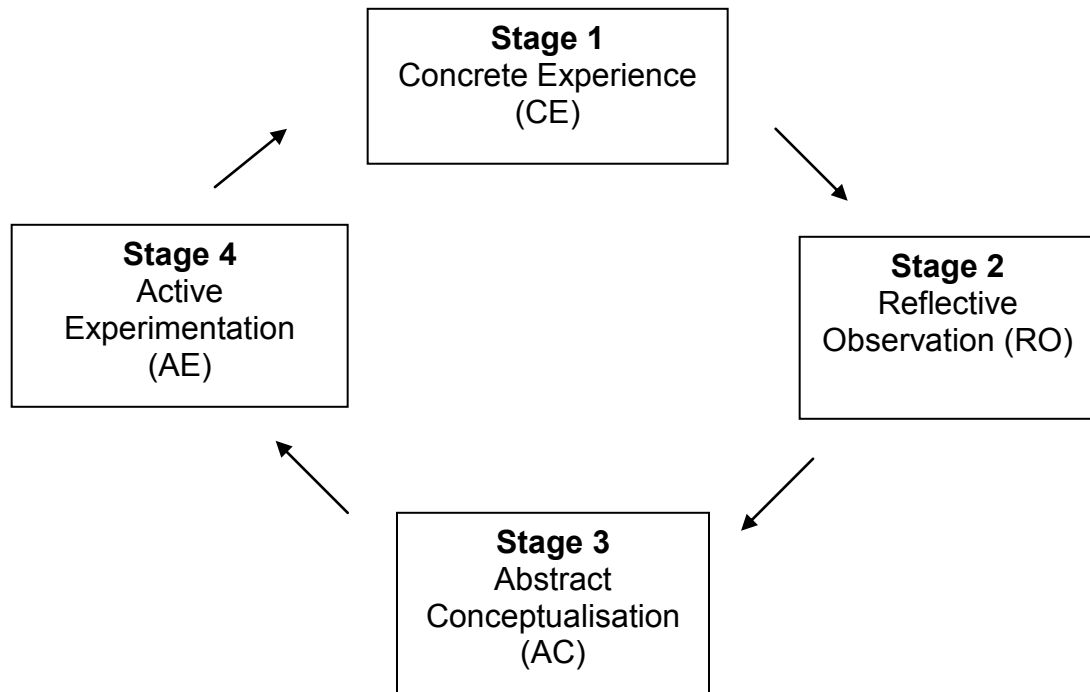 Stage 1
Concrete Experience
(CE)
Stage 2
Reflective
Observation (RO)
Stage 3
Abstract
Conceptualisation
(AC)
Stage 4
Active
Experimentation
(AE)